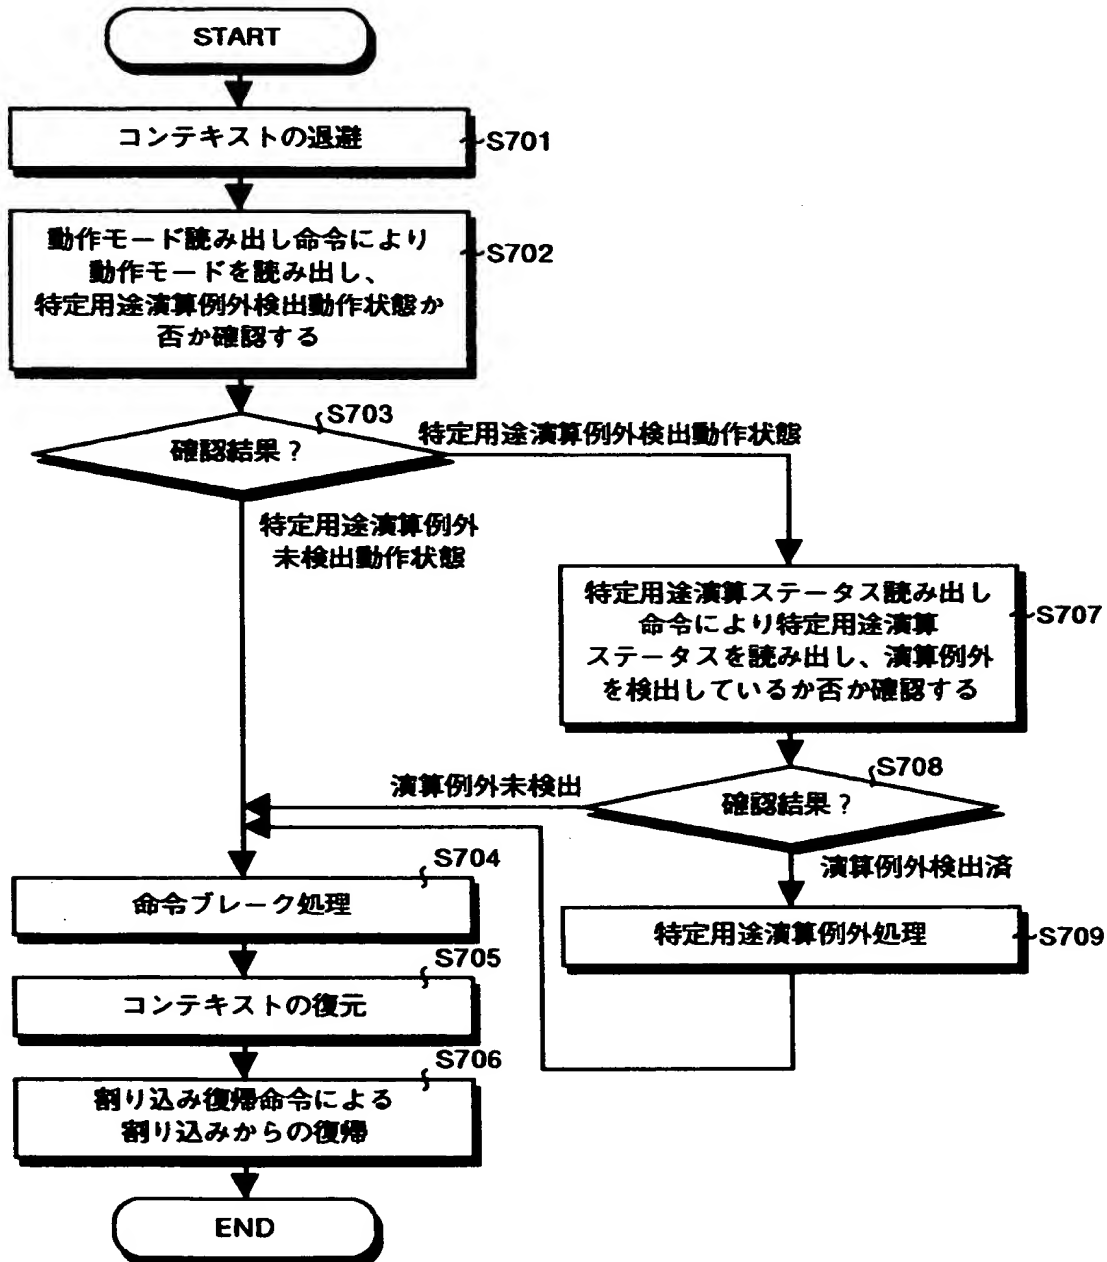 START
コンテキストの退避
S701
動作モード読み出し命令により
動作モードを読み出し、
特定用途演算例外検出動作状態か
否か確認する
S702
S703
確認結果？
特定用途演算例外検出動作状態
特定用途演算例外
未検出動作状態
特定用途演算ステータス読み出し
命令により特定用途演算
ステータスを読み出し、演算例外
を検出しているか否か確認する
S707
S708
演算例外未検出
確認結果？
演算例外検出済
S704
命令ブレーク処理
特定用途演算例外処理
S709
S705
コンテキストの復元
S706
割り込み復帰命令による
割り込みからの復帰
END